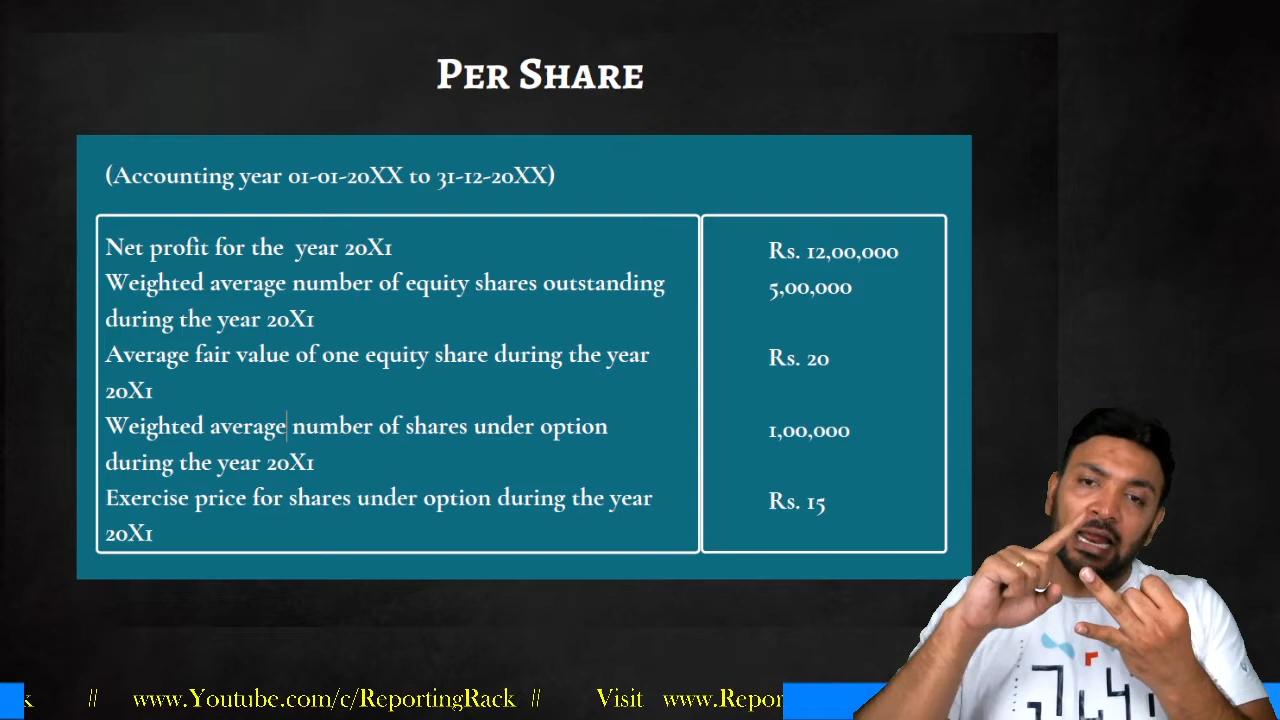 PER SHARE
(Accounting year 01-01-20XX to 31-12-20XX)
Net profit for the year 20X1
Rs. 12,00,000
Weighted average number of equity shares outstanding
5,00,000
during the year 20X1
Average fair value of one equity share during the year
Rs. 20
20X1
Weighted average number of shares under option
1,00,000
during the year 20X1
Exercise price for shares under option during the year
Rs. 15
20X1
k // www.Youtube.com/c/ReportingRack // Visit www.Repor